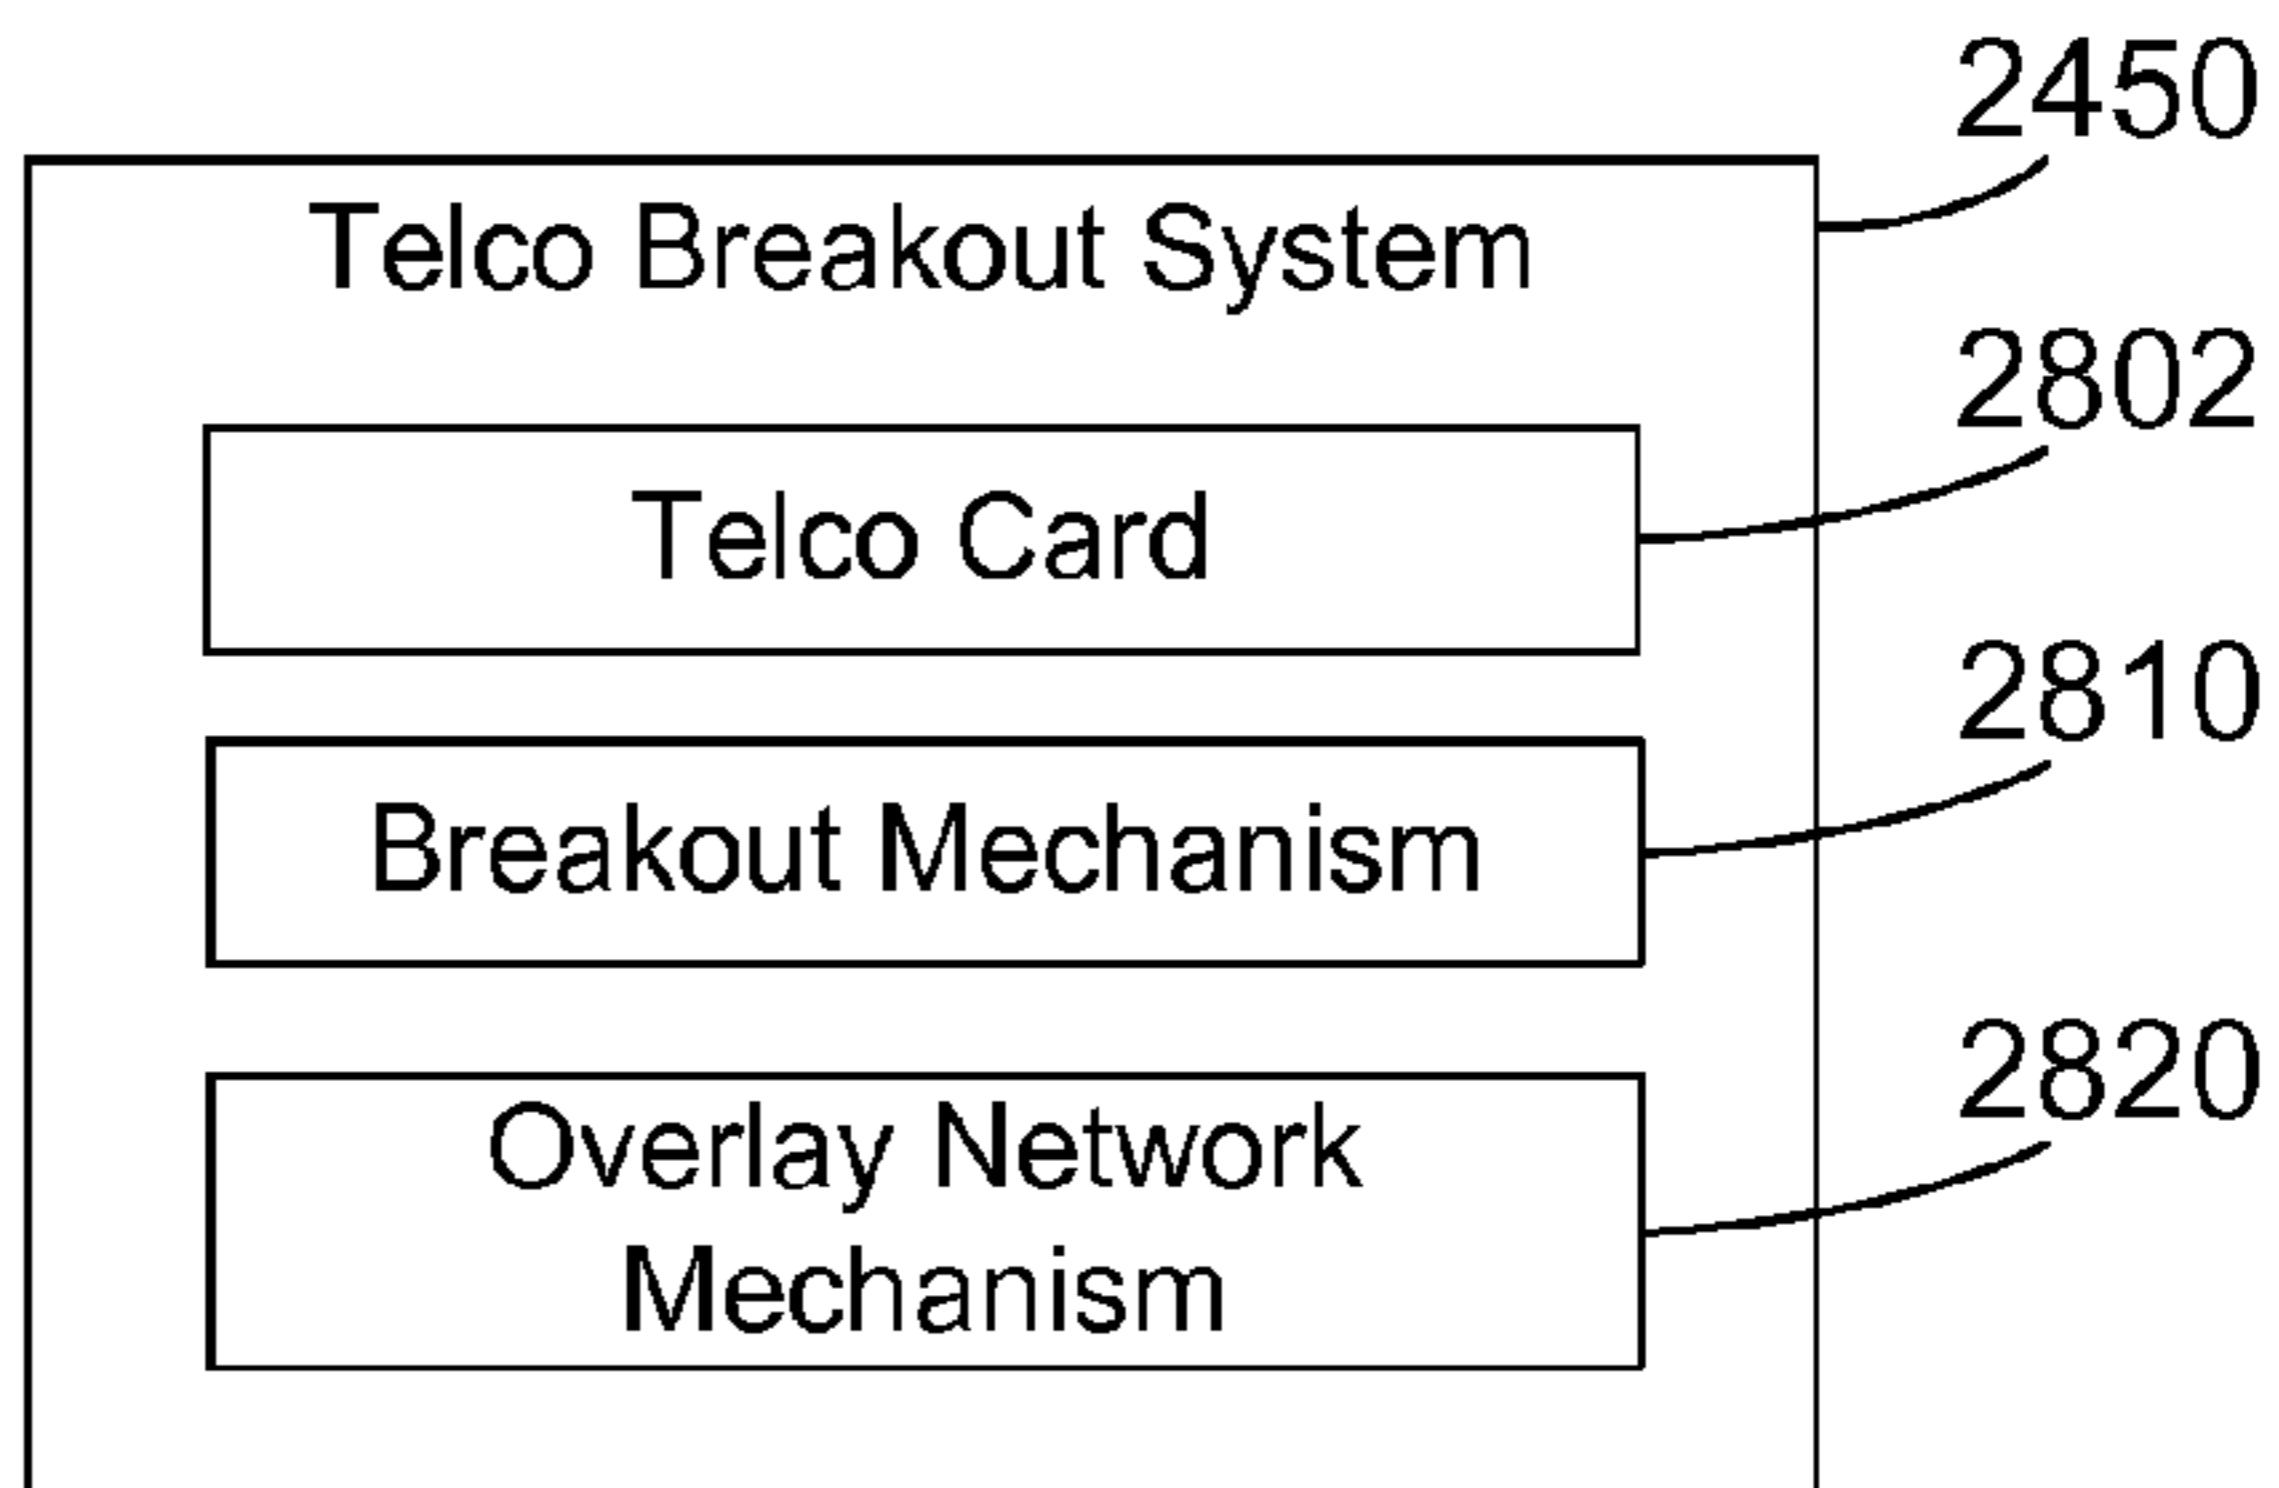 2450
Telco Breakout System
2802
Telco Card
2810
Breakout Mechanism
2820
Overlay Network
Mechanism